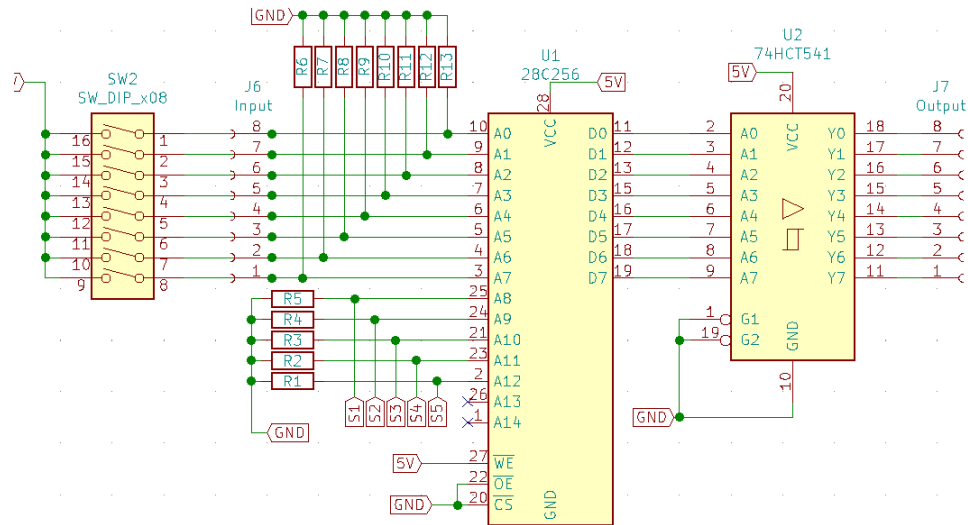 GND
R6 R7 R8 R9 R10 R11 R12 R13
U1
28C256
U2
74HCT541
5V
5V
SW2
SW_DIP_x08
J6
Input
J7
Output
28
VCC
20
VCC
16 1 8 10 A0 D0 11 2 A0 Y0 18 8
15 2 7 9 A1 D1 12 3 A1 Y1 17 7
14 3 6 8 A2 D2 13 4 A2 Y2 16 6
13 4 5 7 A3 D3 15 5 A3 Y3 15 5
12 5 4 6 A4 D4 16 6 A4 Y4 14 4
11 6 3 5 A5 D5 17 7 A5 Y5 13 3
10 7 2 4 A6 D6 18 8 A6 Y6 12 2
9 8 1 3 A7 D7 19 9 A7 Y7 11 1
R5 25 A8
R4 24 A9
R3 21 A10
R2 23 A11
R1 2 A12
26 A13
1 A14
1 G1
19 G2
GND
10
S1 S2 S3 S4 S5
GND
GND
5V 27 WE
22 OE
GND 20 CS
GND